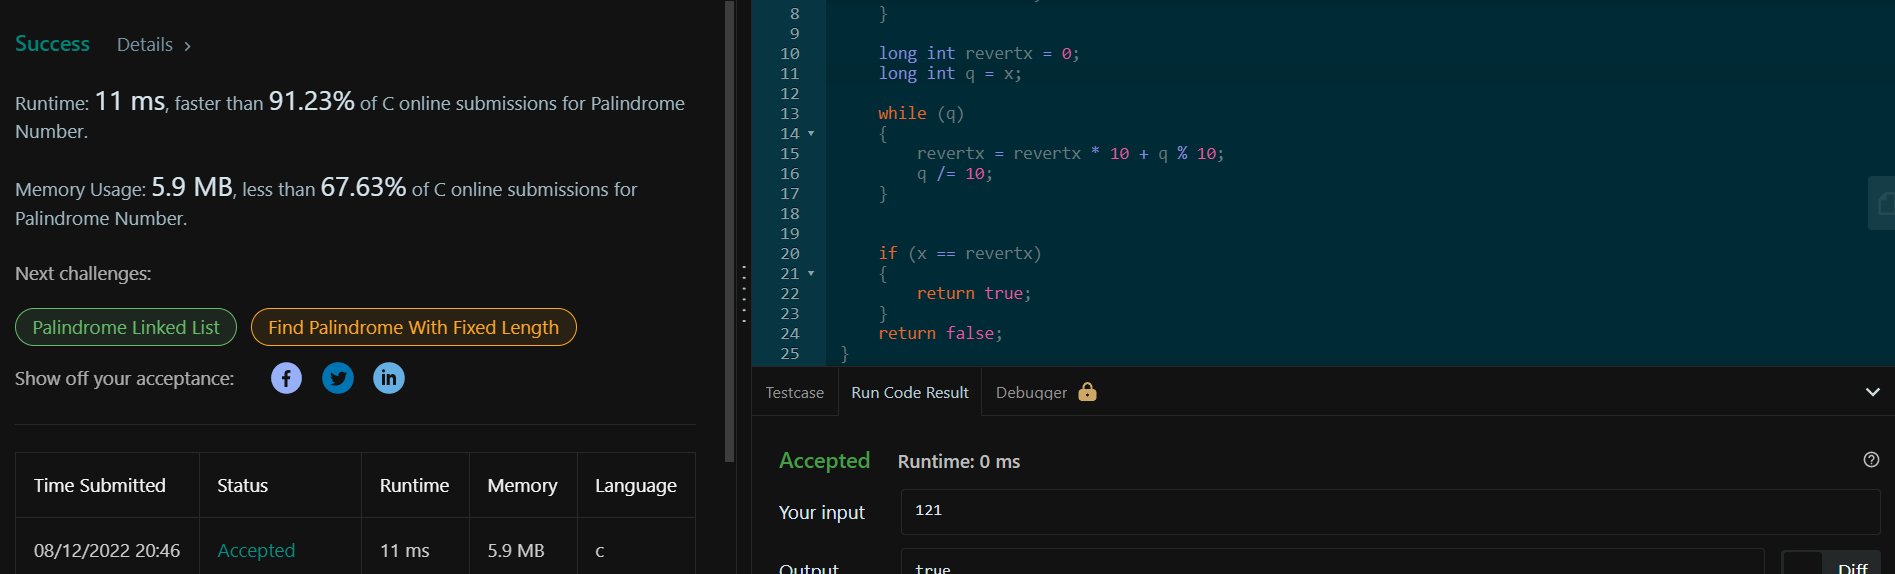 Success Details >
Runtime: 11 ms, faster than 91.23% of C online submissions for Palindrome
Number.
Memory Usage: 5.9 MB, less than 67.63% of C online submissions for
Palindrome Number.
Next challenges:
Palindrome Linked List Find Palindrome With Fixed Length
Show off your acceptance:
Time Submitted Status Runtime Memory Language
08/12/2022 20:46 Accepted 11 ms 5.9 MB c
8 }
9
10 long int revertx = 0;
11 long int q = x;
12
13 while (q)
14 {
15 revertx = revertx * 10 + q % 10;
16 q /= 10;
17 }
18
19
20 if (x == revertx)
21 {
22 return true;
23 }
24 return false;
25 }
Testcase Run Code Result Debugger
Accepted Runtime: 0 ms
Your input 121
Output true Diff